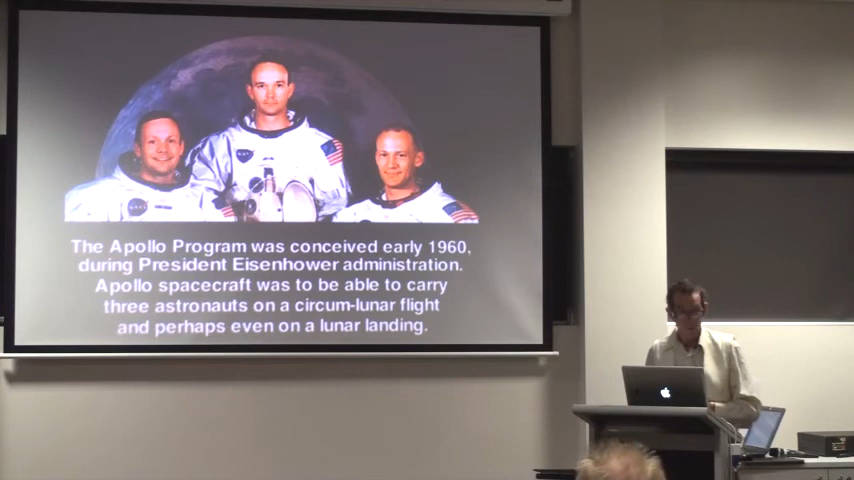 The Apollo Program was conceived early 1960,
during President Eisenhower administration.
Apollo spacecraft was to be able to carry
three astronauts on a circum-lunar flight
and perhaps even on a lunar landing.